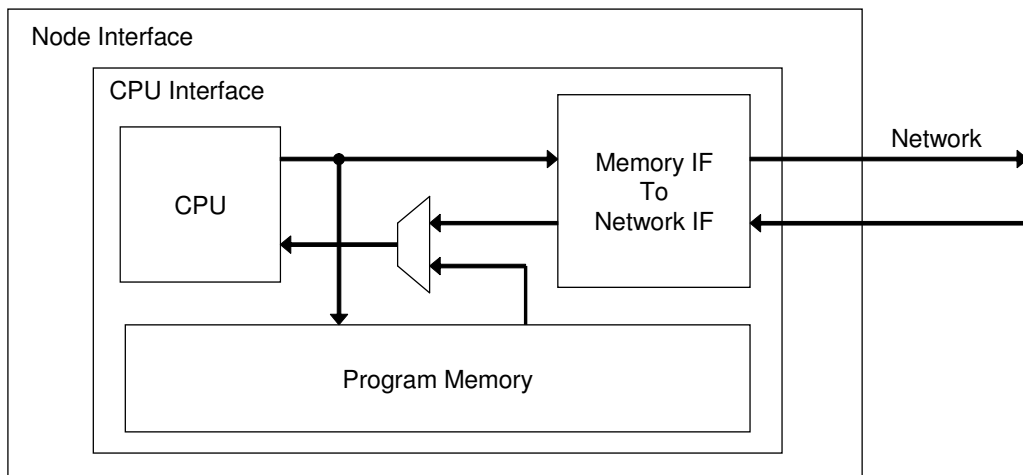 Node Interface
CPU Interface
CPU
Memory IF
To
Network IF
Network
Program Memory